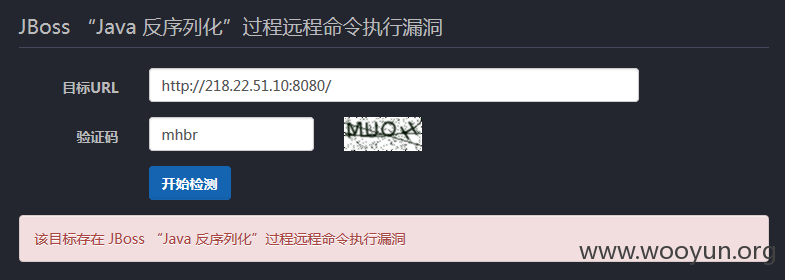 JBoss “Java 反序列化”过程远程命令执行漏洞
目标URL http://218.22.51.10:8080/
验证码 mhbr MUOX
开始检测
该目标存在 JBoss “Java 反序列化”过程远程命令执行漏洞
www.wooyun.org